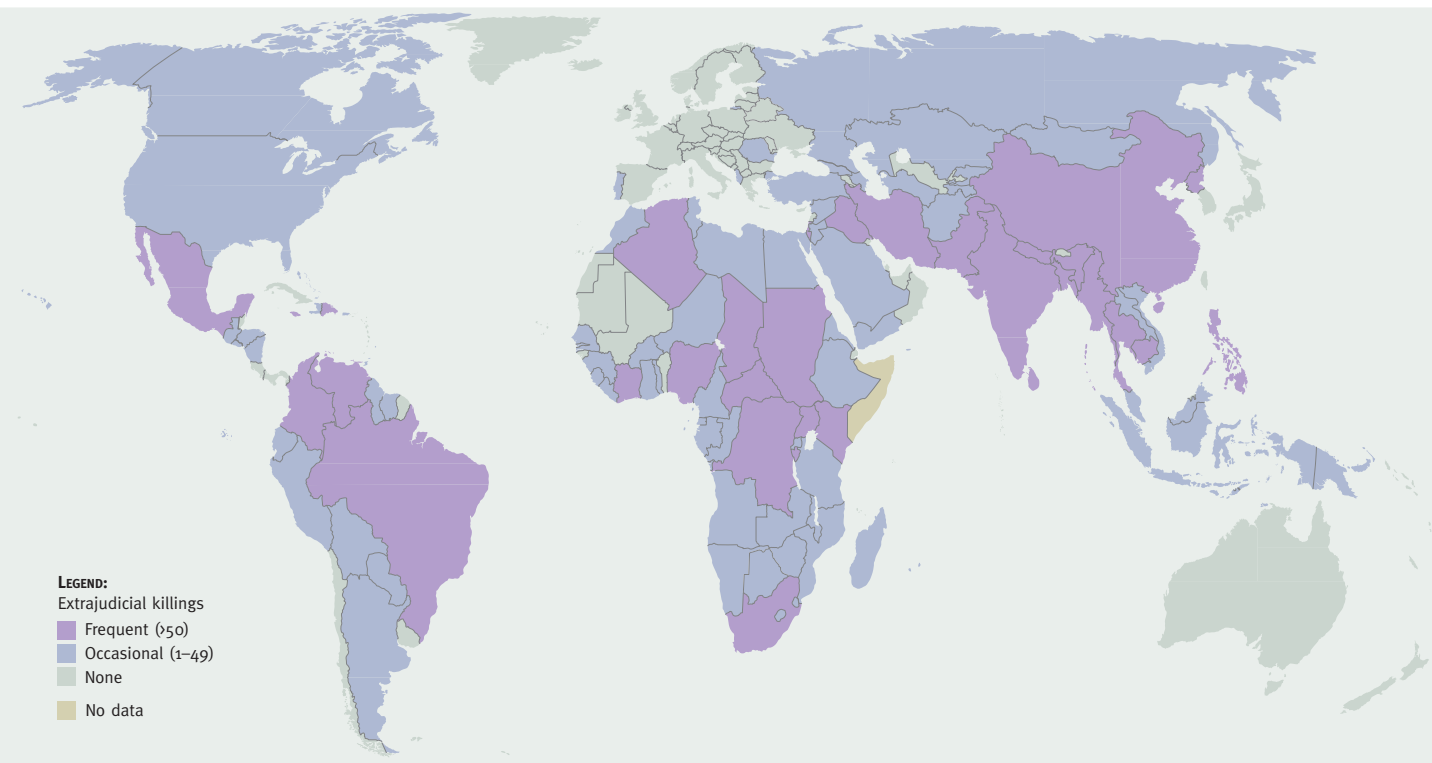 LEGEND:
Extrajudicial killings
Frequent (>50)
Occasional (1–49)
None
No data